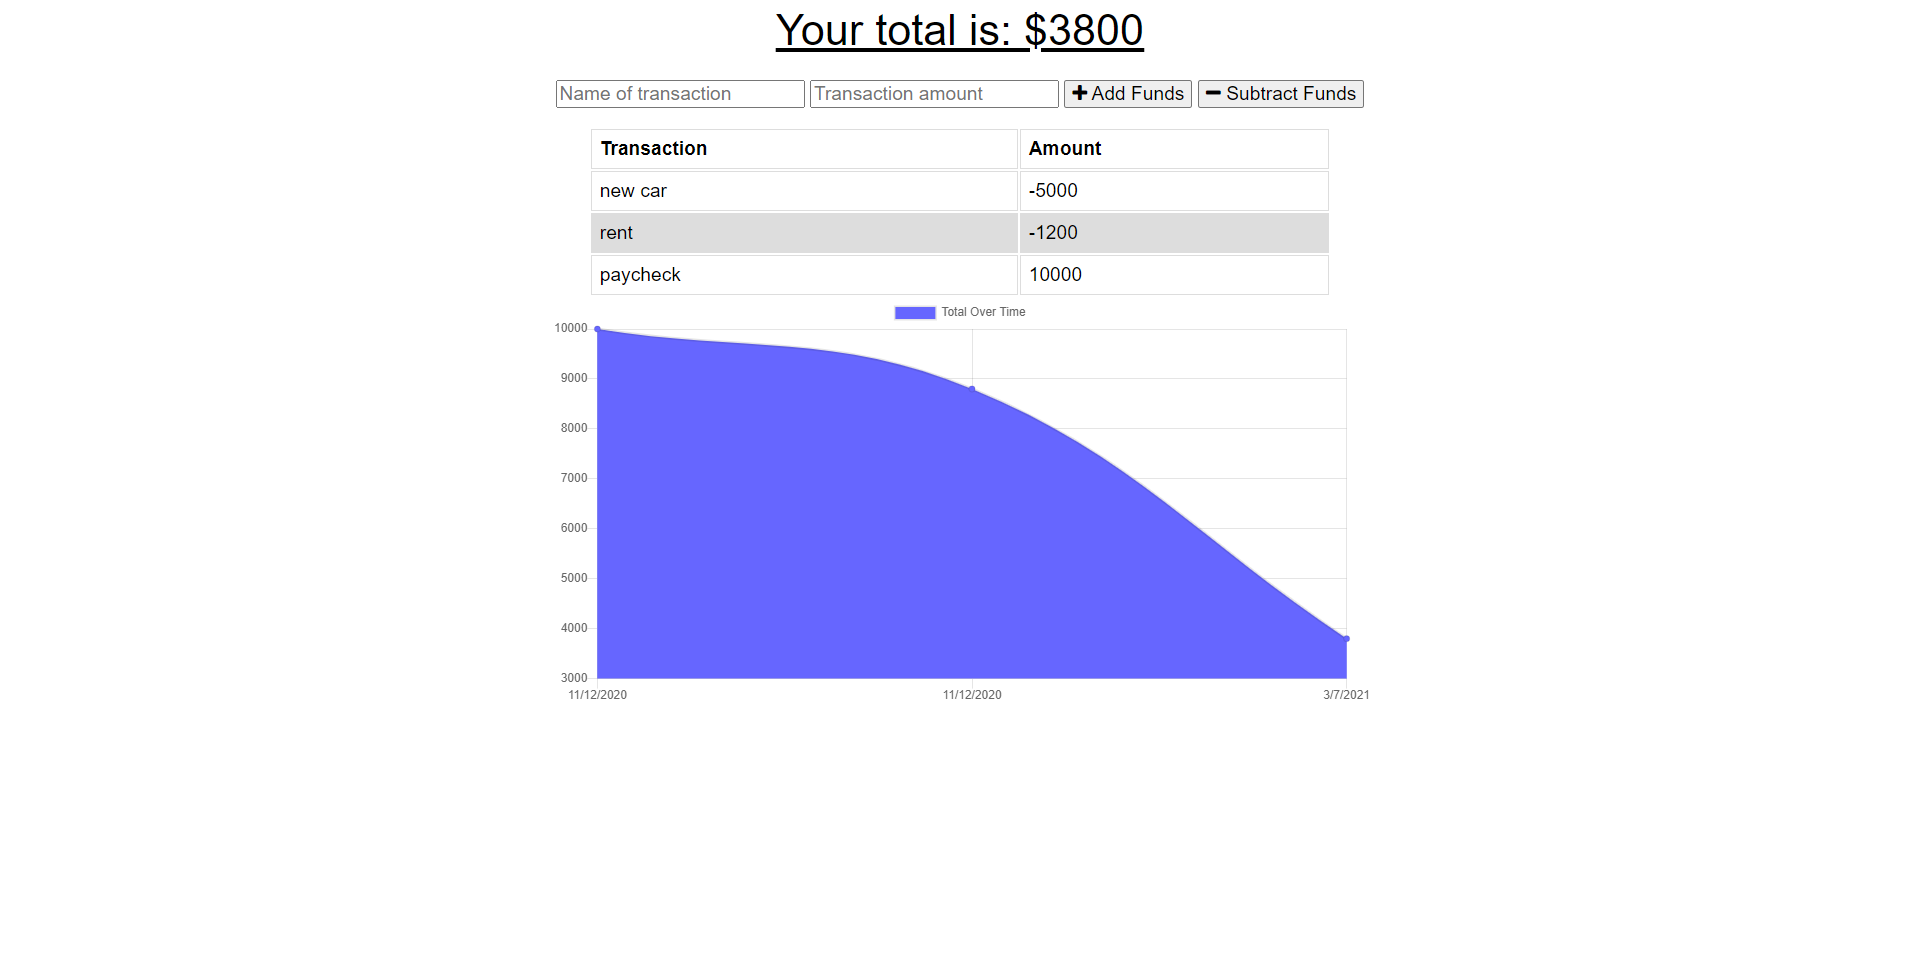 Your total is: $3800
Name of transaction Transaction amount Add Funds Subtract Funds
Transaction Amount
new car -5000
rent -1200
paycheck 10000
Total Over Time
10000
9000
8000
7000
6000
5000
4000
3000
11/12/2020 11/12/2020 3/7/2021